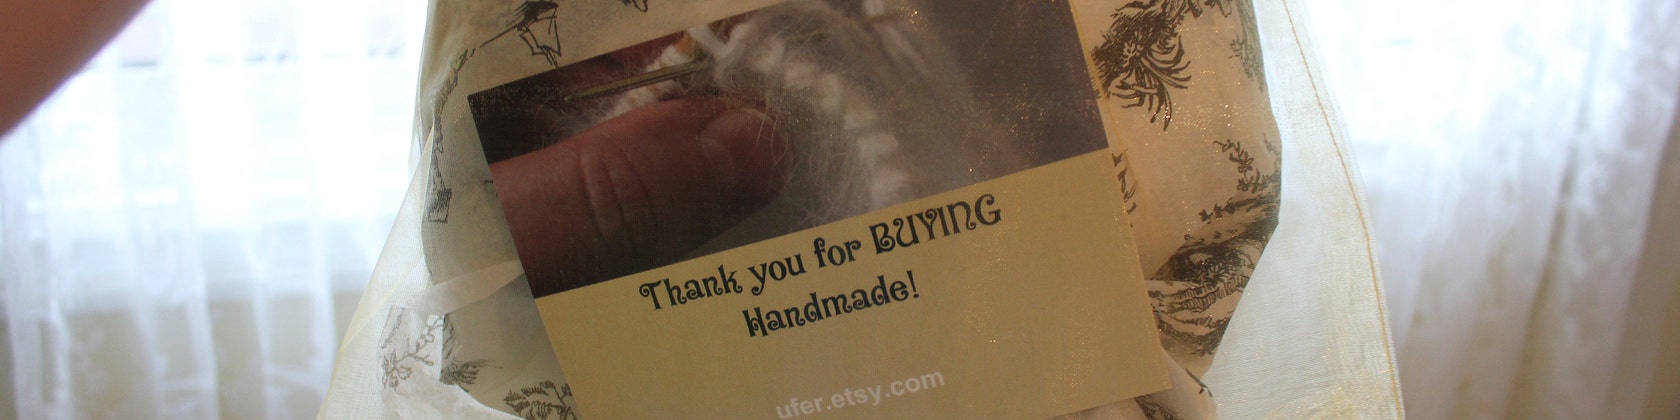 Thank you for BUYING
Handmade!
ufer.etsy.com